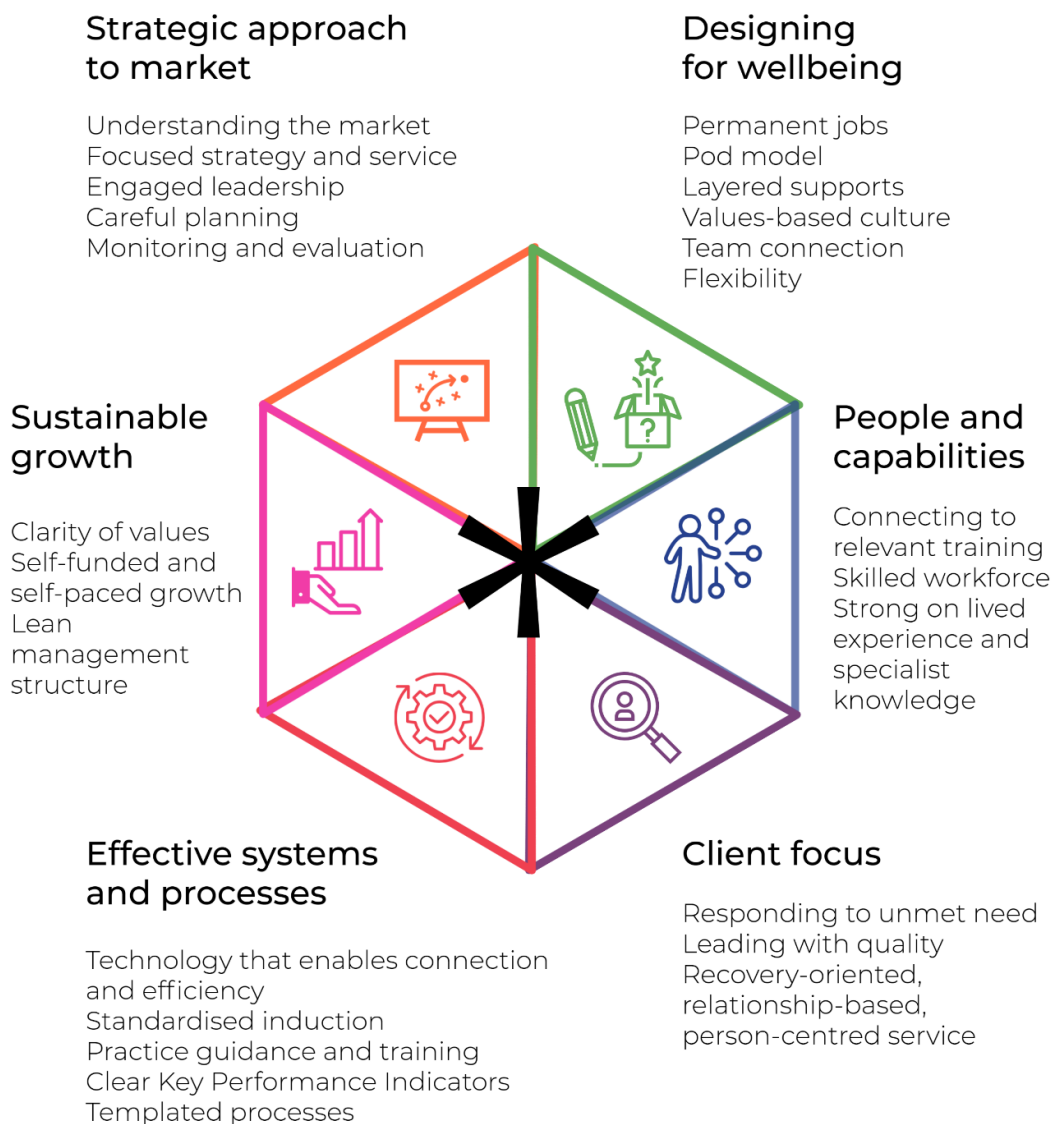 Strategic approach
to market
Understanding the market
Focused strategy and service
Engaged leadership
Careful planning
Monitoring and evaluation
Designing
for wellbeing
Permanent jobs
Pod model
Layered supports
Values-based culture
Team connection
Flexibility
Sustainable
growth
Clarity of values
Self-funded and
self-paced growth
Lean
management
structure
?
People and
capabilities
Connecting to
relevant training
Skilled workforce
Strong on lived
experience and
specialist
knowledge
Effective systems
and processes
Technology that enables connection
and efficiency
Standardised induction
Practice guidance and training
Clear Key Performance Indicators
Templated processes
Client focus
Responding to unmet need
Leading with quality
Recovery-oriented,
relationship-based,
person-centred service